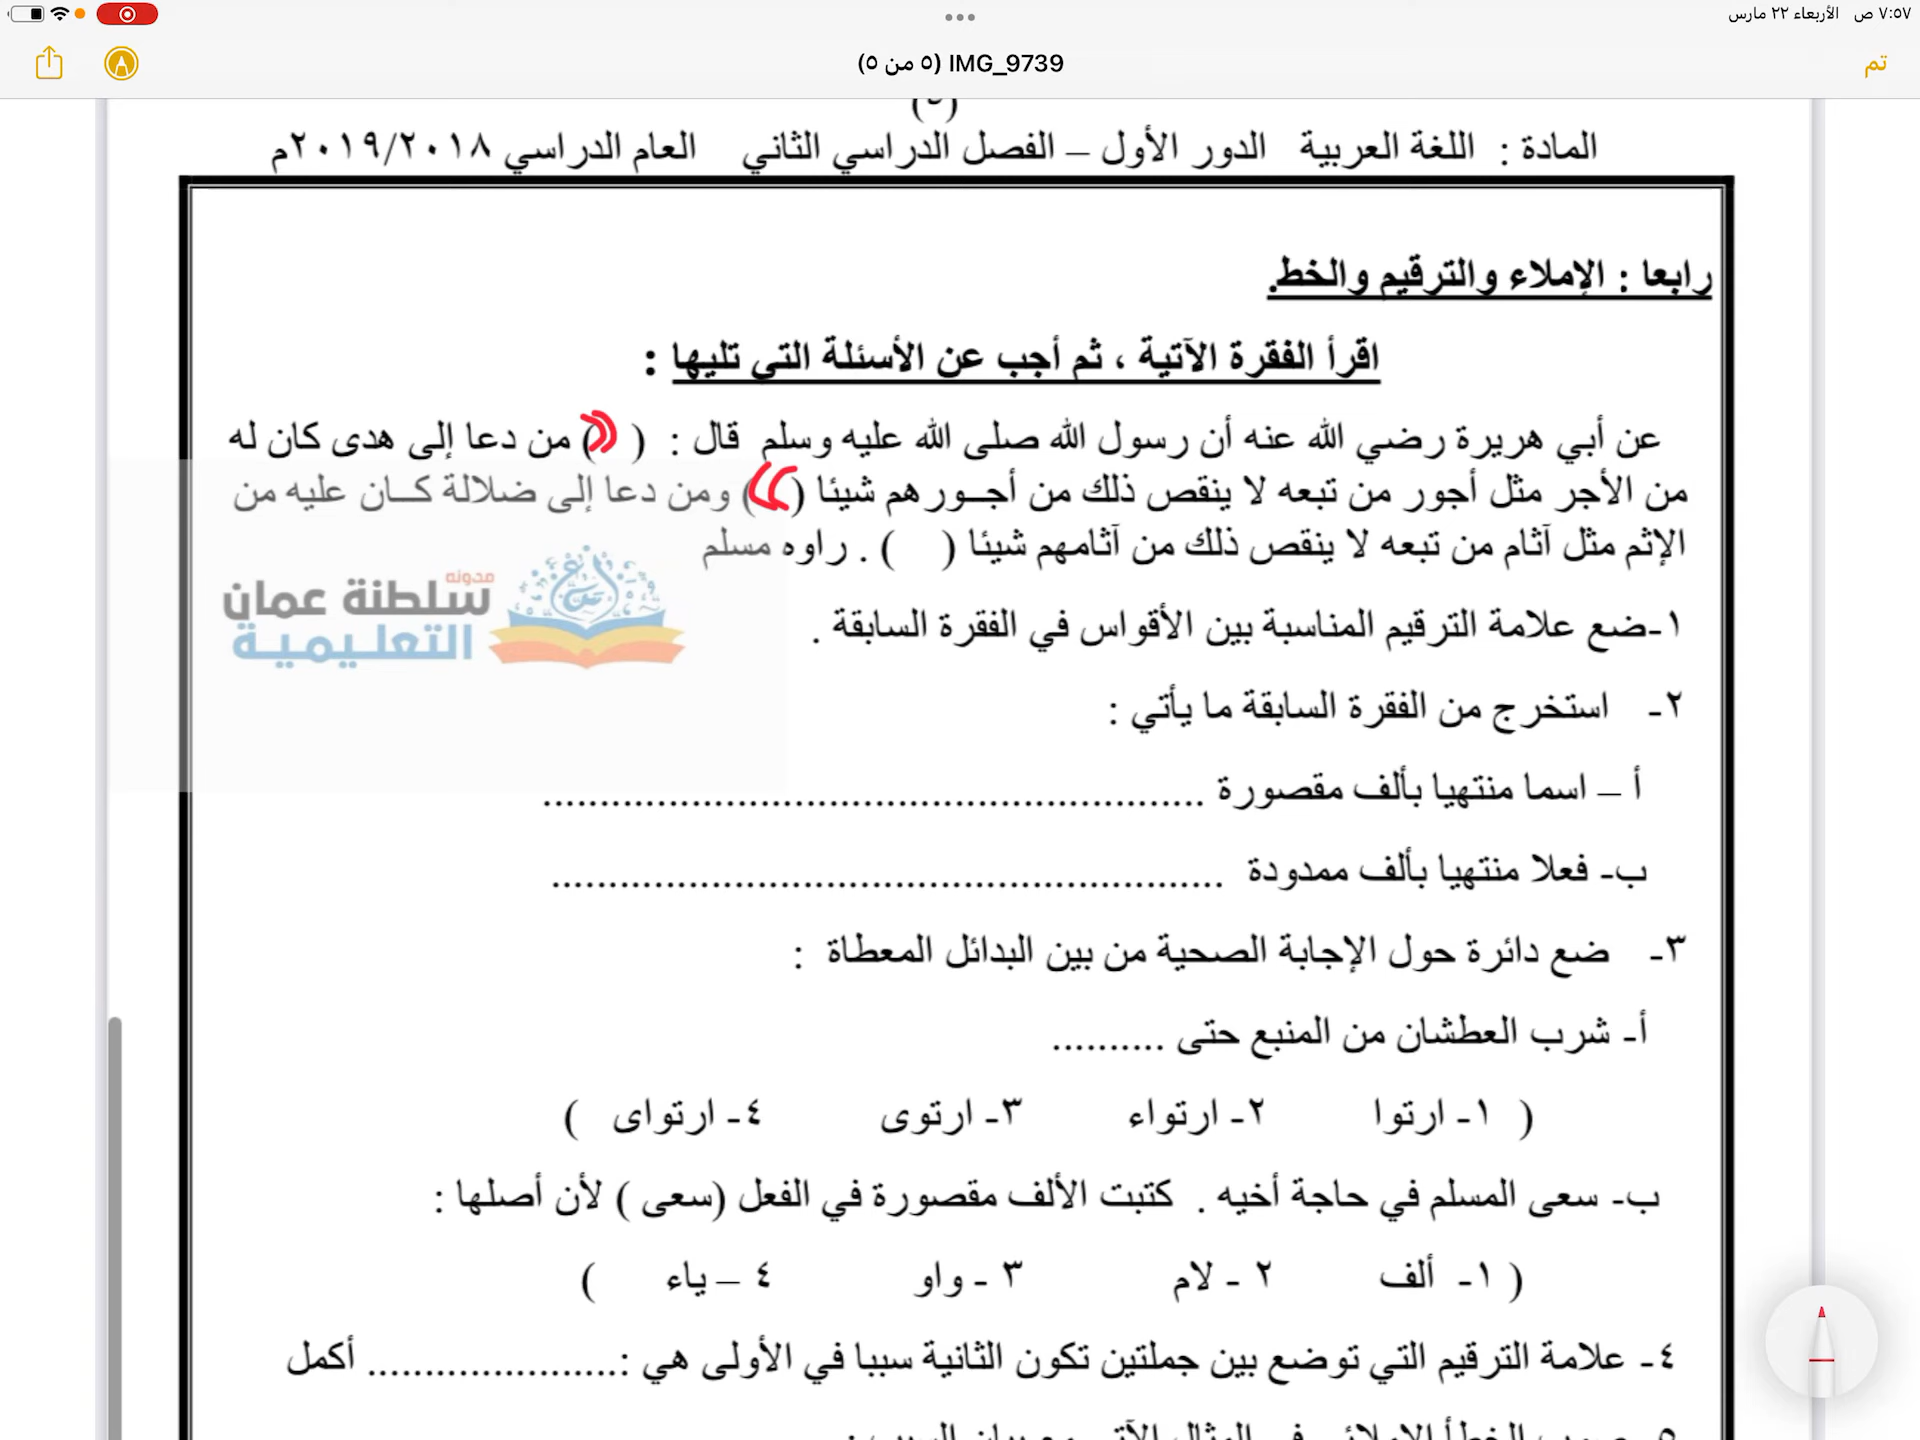 ٧:٥٧ ص الأربعاء ٢٢ مارس
تم
IMG_9739 (٥ من ٥)
المادة : اللغة العربية الدور الأول – الفصل الدراسي الثاني العام الدراسي ٢٠١٩/٢٠١٨م
رابعا : الإملاء والترقيم والخط.
اقرأ الفقرة الآتية ، ثم أجب عن الأسئلة التي تليها :
عن أبي هريرة رضي الله عنه أن رسول الله صلى الله عليه وسلم قال : ( « ) من دعا إلى هدى كان له
من الأجر مثل أجور من تبعه لا ينقص ذلك من أجـورهم شيئا ( » ) ومن دعا إلى ضلالة كـان عليه من
الإثم مثل آثام من تبعه لا ينقص ذلك من آثامهم شيئا ( ) . راوه مسلم
مدونه
سلطنة عمان
التعليمية
١-ضع علامة الترقيم المناسبة بين الأقواس في الفقرة السابقة .
٢- استخرج من الفقرة السابقة ما يأتي :
أ – اسما منتهيا بألف مقصورة ..........................................................
ب- فعلا منتهيا بألف ممدودة ..........................................................
٣- ضع دائرة حول الإجابة الصحية من بين البدائل المعطاة :
أ- شرب العطشان من المنبع حتى ..........
( ١- ارتوا ٢- ارتواء ٣- ارتوى ٤- ارتواى )
ب- سعى المسلم في حاجة أخيه . كتبت الألف مقصورة في الفعل (سعى ) لأن أصلها :
( ١- ألف ٢ - لام ٣ - واو ٤ – ياء )
٤- علامة الترقيم التي توضع بين جملتين تكون الثانية سببا في الأولى هي :...................... أكمل